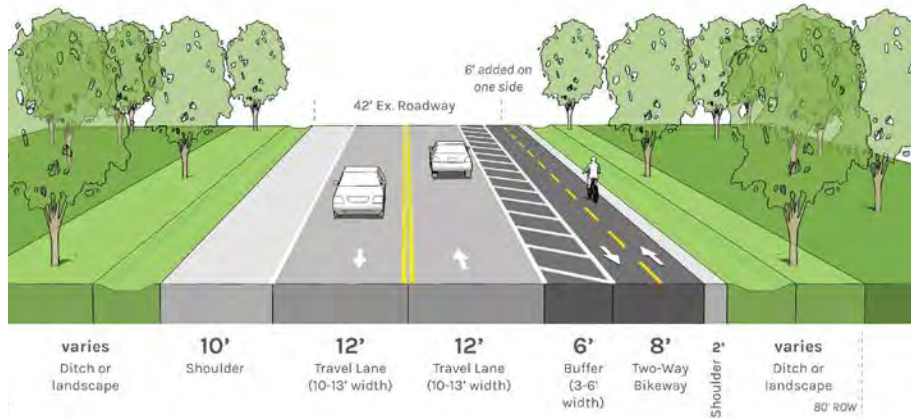 6' added on
one side
42' Ex. Roadway
varies
Ditch or
landscape
10'
Shoulder
12'
Travel Lane
(10-13' width)
12'
Travel Lane
(10-13' width)
6'
Buffer
(3-6'
width)
8'
Two-Way
Bikeway
Shoulder 2'
varies
Ditch or
landscape
80' ROW